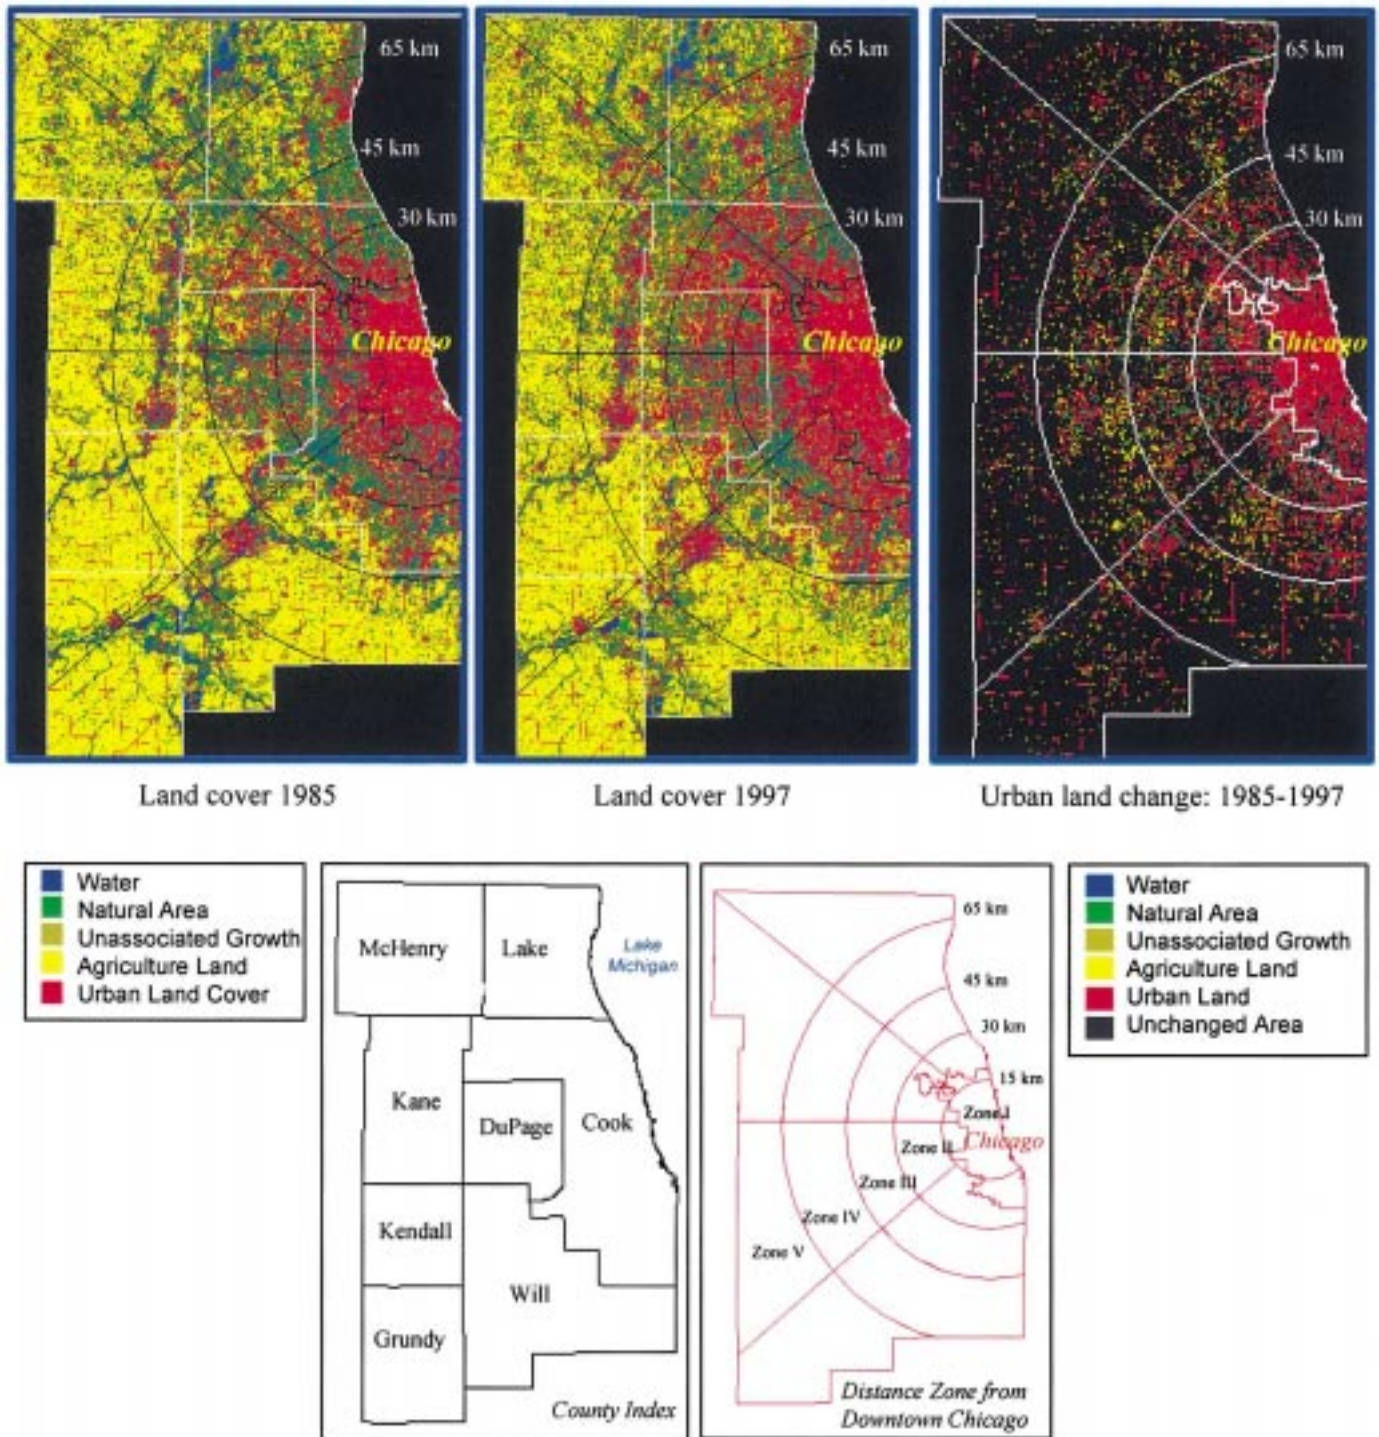 65 km
45 km
30 km
Chicago
65 km
45 km
30 km
Chicago
65 km
45 km
30 km
Chicago
Land cover 1985
Land cover 1997
Urban land change: 1985-1997
Water
Natural Area
Unassociated Growth
Agriculture Land
Urban Land Cover
McHenry
Lake
Lake
Michigan
Kane
DuPage
Cook
Kendall
Will
Grundy
County Index
65 km
45 km
30 km
15 km
Zone I
Chicago
Zone II
Zone III
Zone IV
Zone V
Distance Zone from
Downtown Chicago
Water
Natural Area
Unassociated Growth
Agriculture Land
Urban Land
Unchanged Area